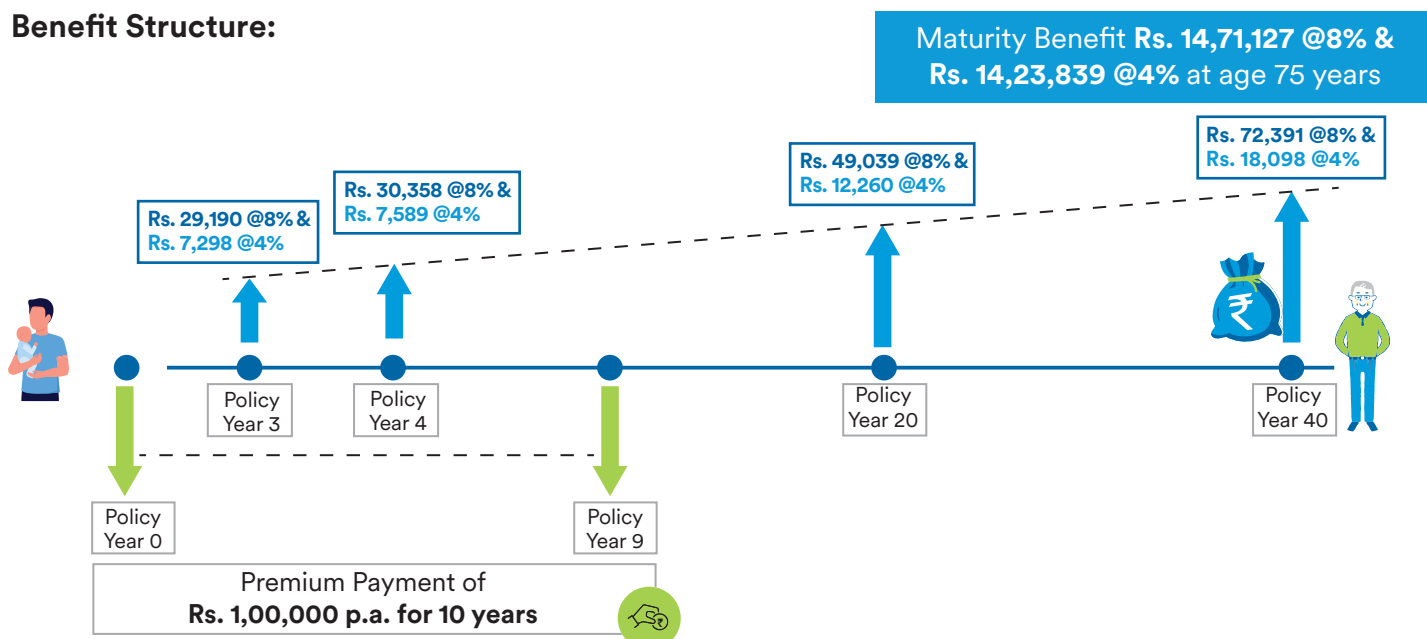 Benefit Structure:
Maturity Benefit Rs. 14,71,127 @8% &
Rs. 14,23,839 @4% at age 75 years
Rs. 72,391 @8% &
Rs. 18,098 @4%
Rs. 49,039 @8% &
Rs. 12,260 @4%
Rs. 30,358 @8% &
Rs. 7,589 @4%
Rs. 29,190 @8% &
Rs. 7,298 @4%
₹
Policy
Year 3
Policy
Year 4
Policy
Year 20
Policy
Year 40
Policy
Year 0
Policy
Year 9
Premium Payment of
Rs. 1,00,000 p.a. for 10 years
₹